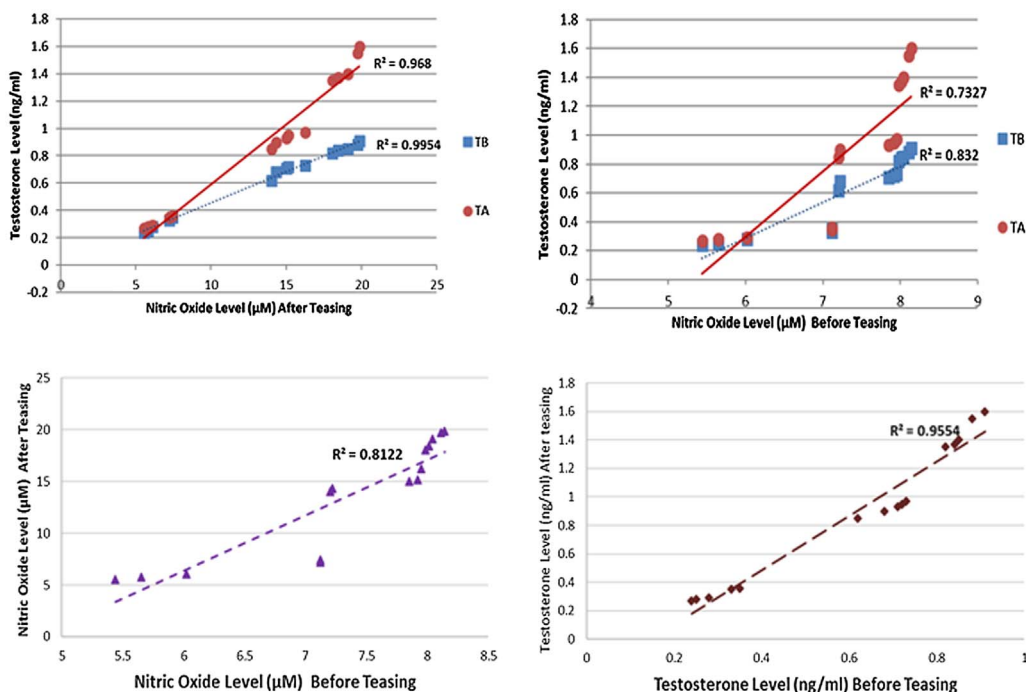 1.8
1.6
1.4
1.2
1
0.8
0.6
0.4
0.2
0
-0.2
Testosterone Level (ng/ml)
R² = 0.968
R² = 0.9954
TB
TA
0 5 10 15 20 25
Nitric Oxide Level (µM) After Teasing
1.8
1.6
1.4
1.2
1
0.8
0.6
0.4
0.2
0
-0.2
Testosterone Level (ng/ml)
R² = 0.7327
R² = 0.832
TB
TA
4 5 6 7 8 9
Nitric Oxide Level (µM) Before Teasing
25
20
15
10
5
0
Nitric Oxide Level (µM) After Teasing
R² = 0.8122
5 5.5 6 6.5 7 7.5 8 8.5
Nitric Oxide Level (µM) Before Teasing
1.8
1.6
1.4
1.2
1
0.8
0.6
0.4
0.2
0
Testosterone Level (ng/ml) After teasing
R² = 0.9554
0 0.2 0.4 0.6 0.8 1
Testosterone Level (ng/ml) Before Teasing